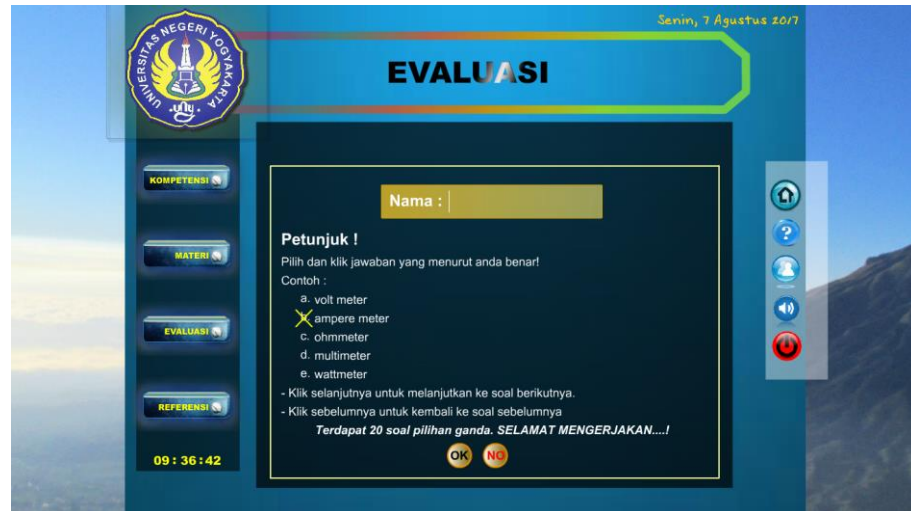 Senin, 7 Agustus 2017
UNIVERSITAS NEGERI YOGYAKARTA
uny
EVALUASI
KOMPETENSI
MATERI
EVALUASI
REFERENSI
09 : 36 : 42
Nama :
Petunjuk !
Pilih dan klik jawaban yang menurut anda benar!
Contoh :
a. volt meter
b. ampere meter
c. ohmmeter
d. multimeter
e. wattmeter
- Klik selanjutnya untuk melanjutkan ke soal berikutnya.
- Klik sebelumnya untuk kembali ke soal sebelumnya
Terdapat 20 soal pilihan ganda. SELAMAT MENGERJAKAN....!
OK NO
?